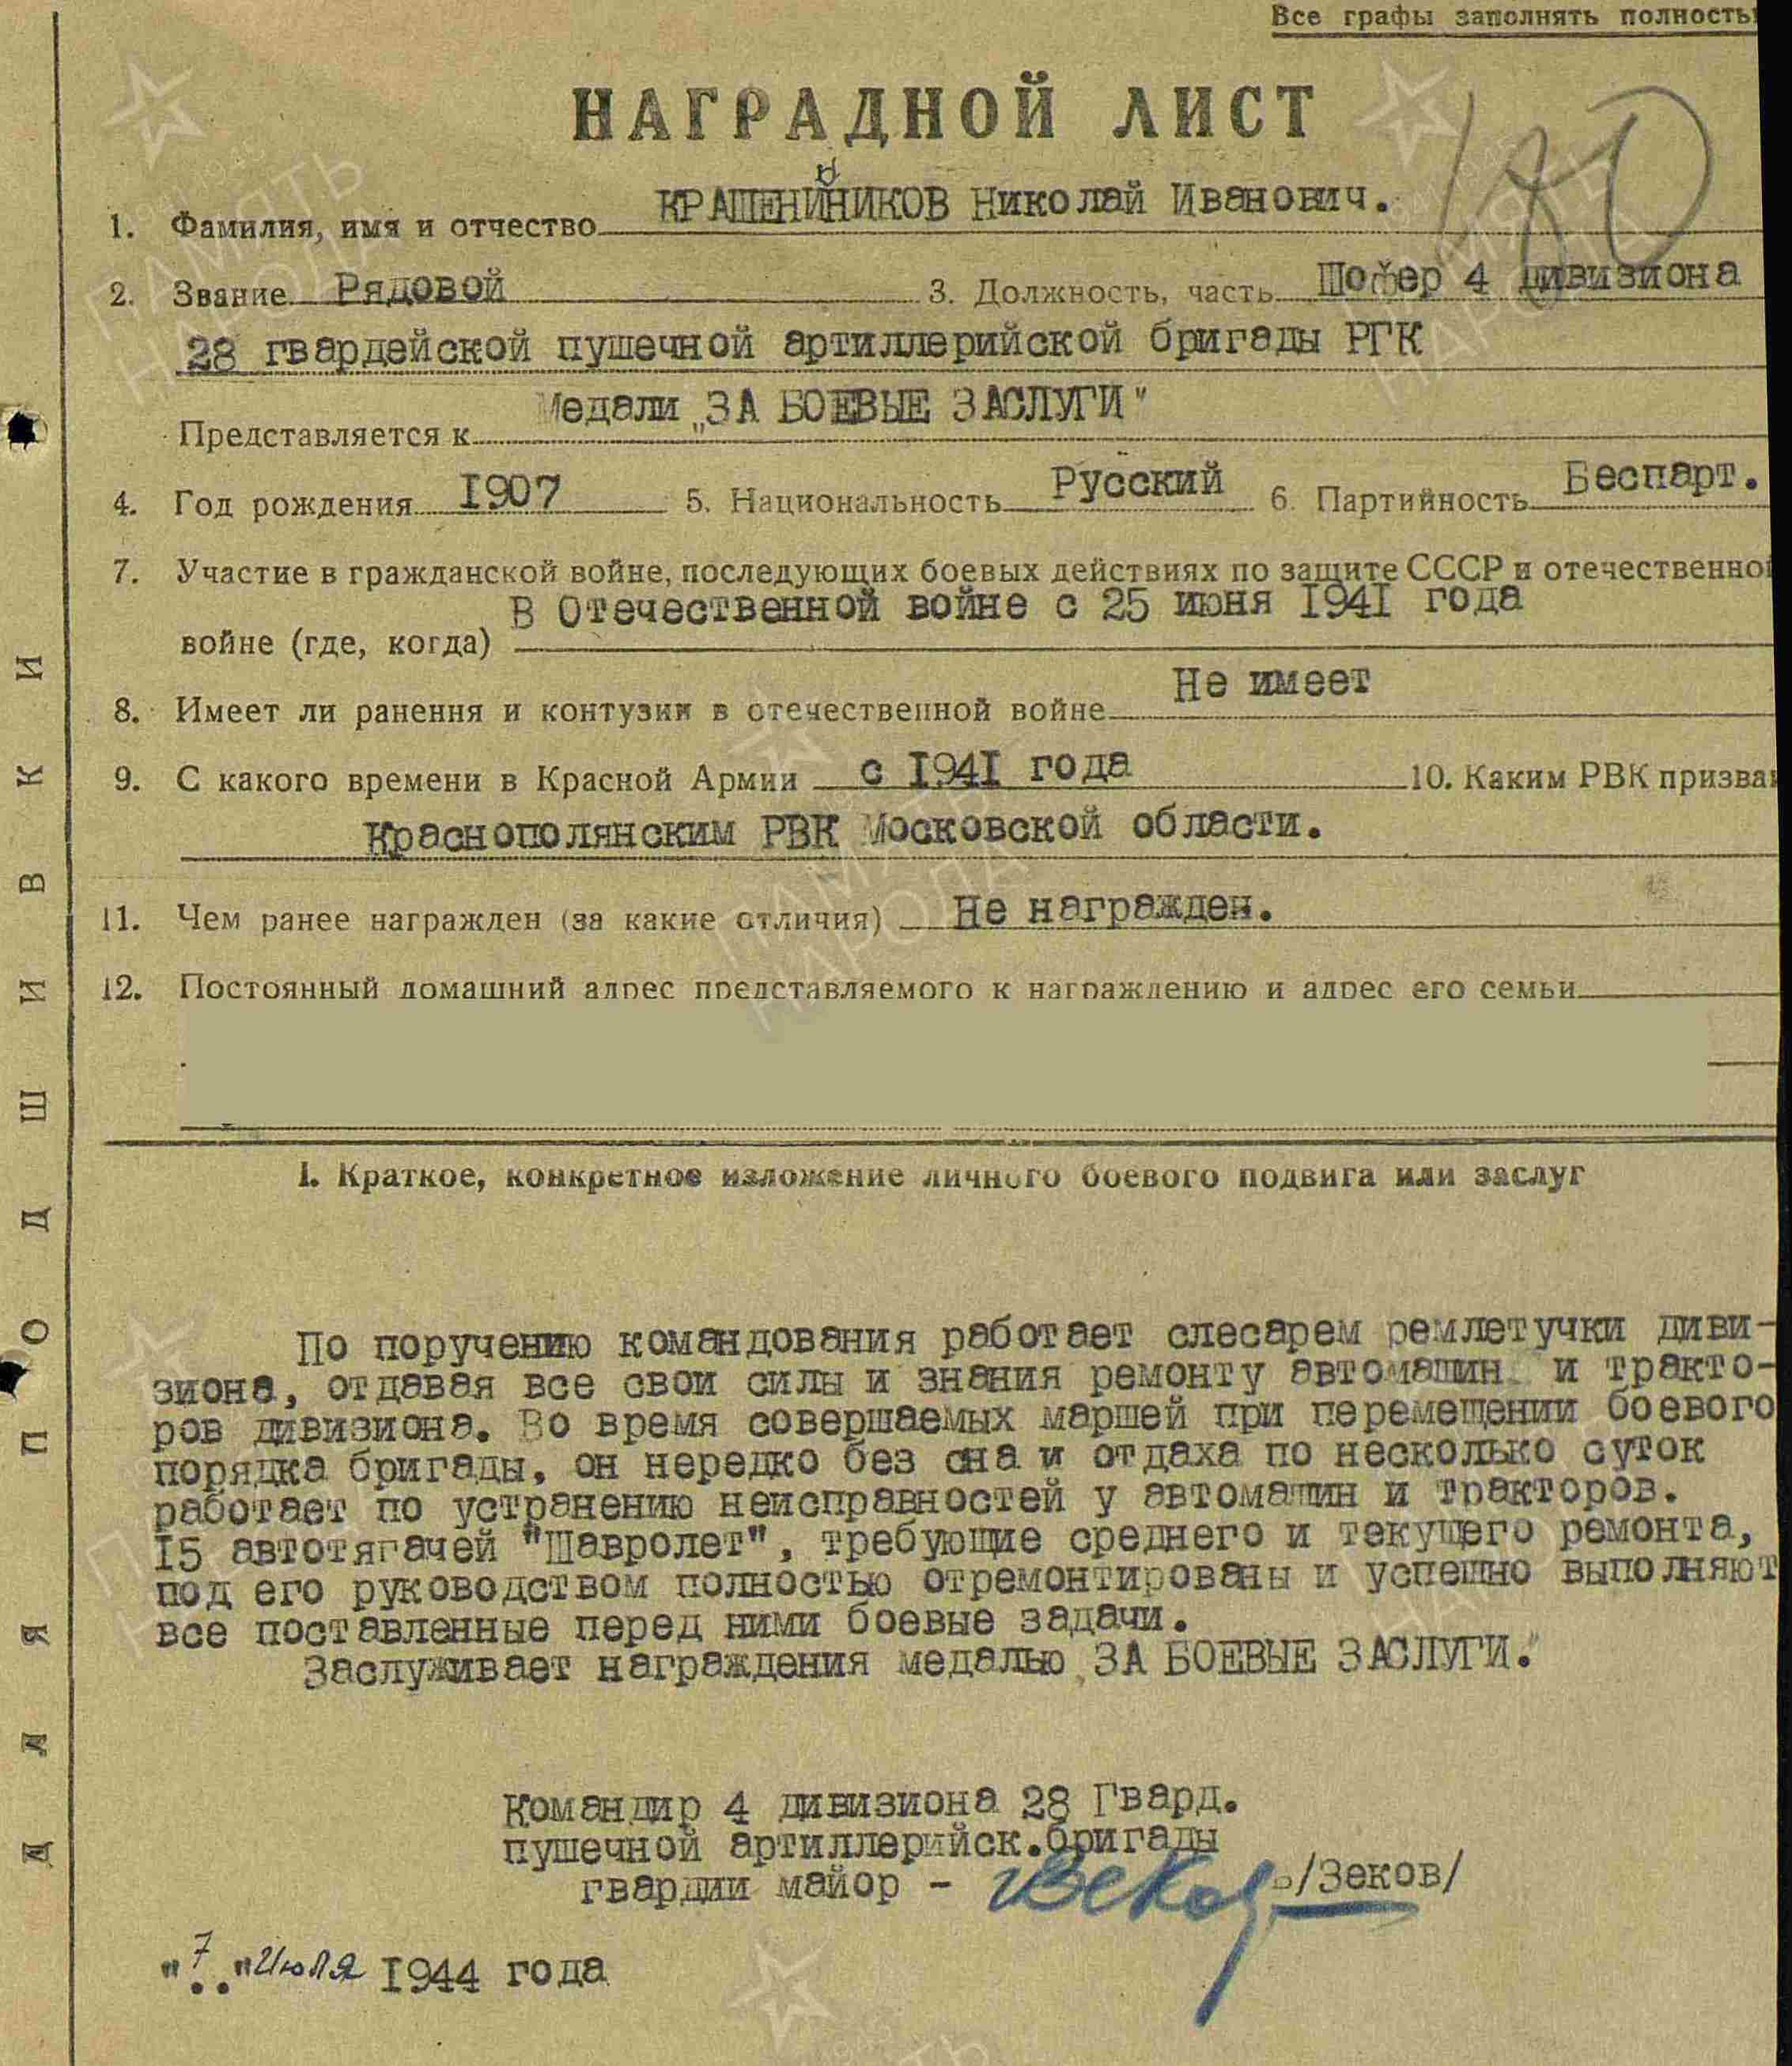 Все графы заполнять полностью
НАГРАДНОЙ ЛИСТ
180
1. Фамилия, имя и отчество КРАШЕНИННИКОВ Николай Иванович.
2. Звание Рядовой 3. Должность, часть Шофер 4 дивизиона
28 гвардейской пушечной артиллерийской бригады РГК
Представляется к Медали „ЗА БОЕВЫЕ ЗАСЛУГИ"
4. Год рождения I907 5. Национальность Русский 6. Партийность Беспарт.
7. Участие в гражданской войне, последующих боевых действиях по защите СССР и отечественной
войне (где, когда) В Отечественной войне с 25 июня I94I года
8. Имеет ли ранения и контузии в отечественной войне Не имеет
9. С какого времени в Красной Армии с I94I года 10. Каким РВК призван
Краснополянским РВК Московской области.
11. Чем ранее награжден (за какие отличия) Не награжден.
12. Постоянный домашний адрес представляемого к награждению и адрес его семьи
I. Краткое, конкретное изложение личного боевого подвига или заслуг
По поручению командования работает слесарем ремлетучки диви-
зиона, отдавая все свои силы и знания ремонту автомашин и тракто-
ров дивизиона. Во время совершаемых маршей при перемещении боевого
порядка бригады, он нередко без сна и отдаха по несколько суток
работает по устранению неисправностей у автомашин и тракторов.
I5 автотягачей "Шавролет", требующие среднего и текущего ремонта,
под его руководством полностью отремонтированы и успешно выполняют
все поставленные перед ними боевые задачи.
Заслуживает награждения медалью „ЗА БОЕВЫЕ ЗАСЛУГИ."
Командир 4 дивизиона 28 Гвард.
пушечной артиллерийск.бригады
гвардии майор - Зеков /Зеков/
"7" Июля I944 года
ДЛЯ ПОДШИВКИ
ПАМЯТЬ НАРОДА